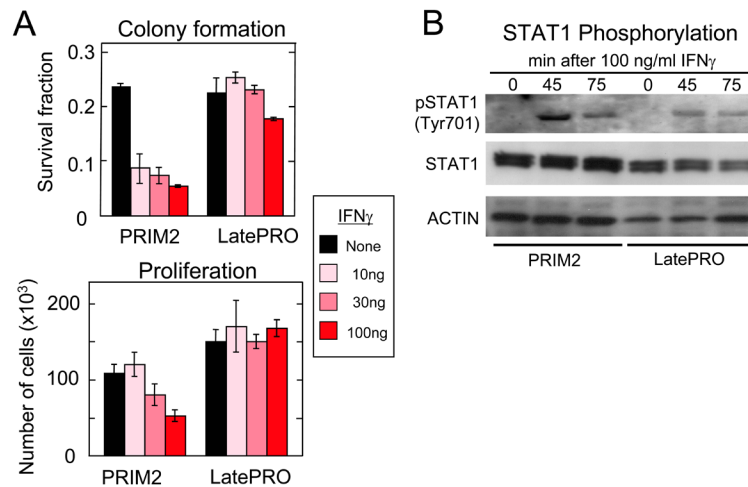 A
Colony formation
Survival fraction
0.3
0.2
0.1
0
PRIM2 LatePRO
Proliferation
Number of cells (x10³)
200
100
0
PRIM2 LatePRO
IFNγ
None
10ng
30ng
100ng
B
STAT1 Phosphorylation
min after 100 ng/ml IFNγ
0 45 75 0 45 75
pSTAT1
(Tyr701)
STAT1
ACTIN
PRIM2 LatePRO